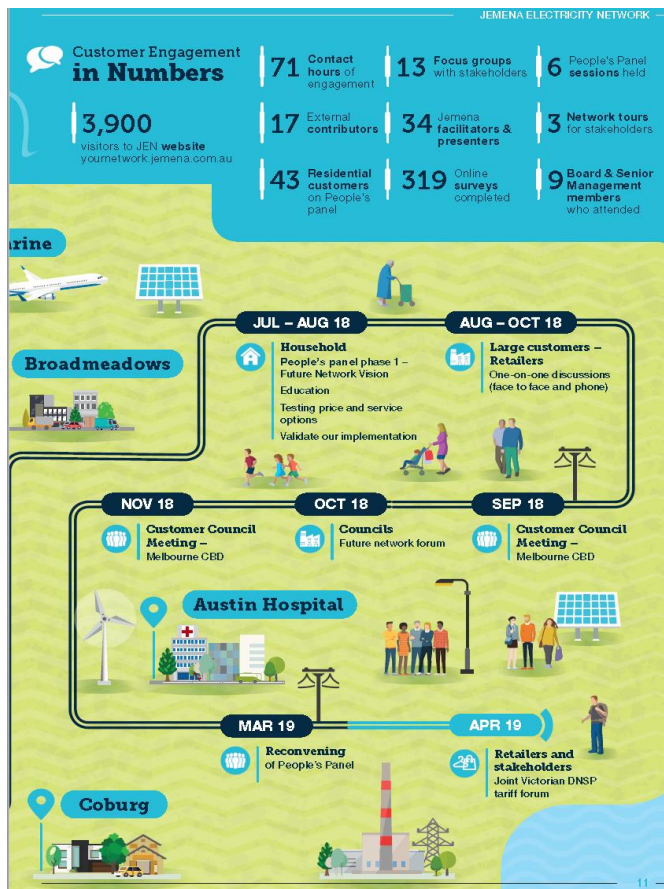 JEMENA ELECTRICITY NETWORK
Customer Engagement
in Numbers
3,900
visitors to JEN website
yournetwork.jemena.com.au
71 Contact
hours of
engagement
13 Focus groups
with stakeholders
6 People's Panel
sessions held
17 External
contributors
34 Jemena
facilitators &
presenters
3 Network tours
for stakeholders
43 Residential
customers
on People's
panel
319 Online
surveys
completed
9 Board & Senior
Management
members
who attended
Broadmeadows
JUL – AUG 18
Household
People's panel phase 1 –
Future Network Vision
Education
Testing price and service
options
Validate our implementation
AUG – OCT 18
Large customers –
Retailers
One-on-one discussions
(face to face and phone)
NOV 18
Customer Council
Meeting –
Melbourne CBD
OCT 18
Councils
Future network forum
SEP 18
Customer Council
Meeting –
Melbourne CBD
Austin Hospital
MAR 19
Reconvening
of People's Panel
APR 19
Retailers and
stakeholders
Joint Victorian DNSP
tariff forum
Coburg
11